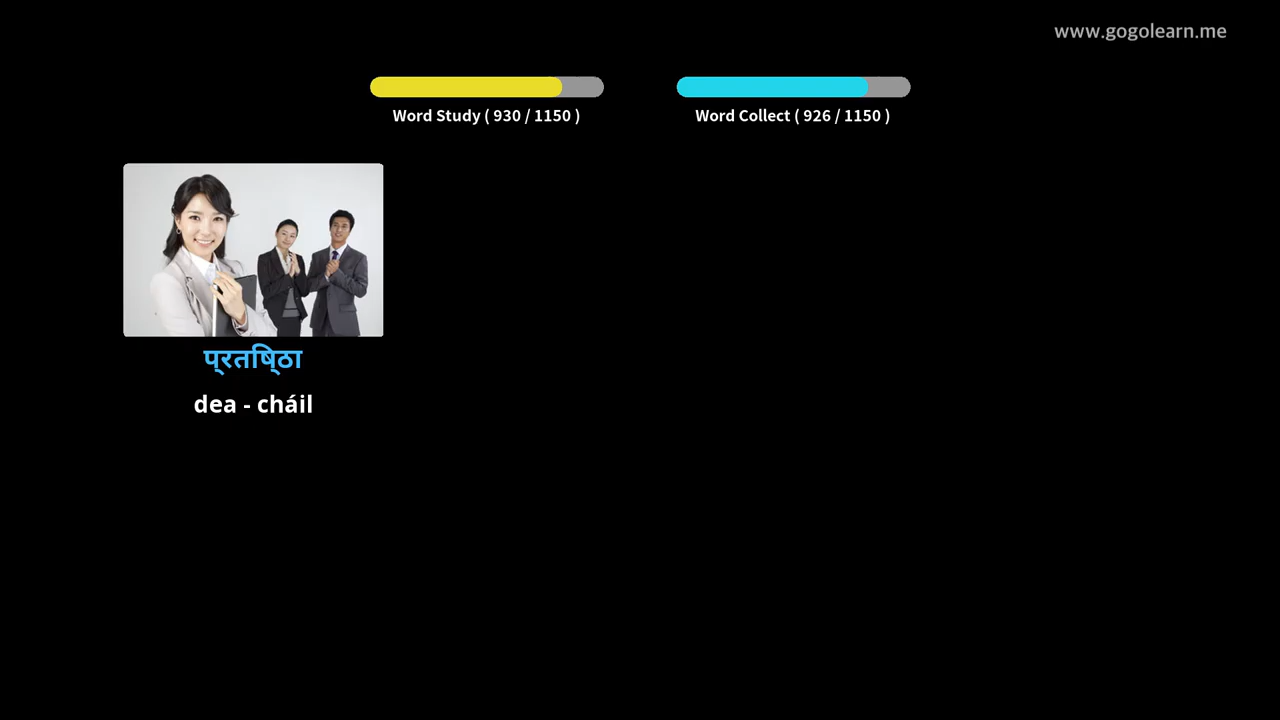 www.gogolearn.me
Word Study ( 930 / 1150 )
Word Collect ( 926 / 1150 )
प्रतिष्ठा
dea - cháil